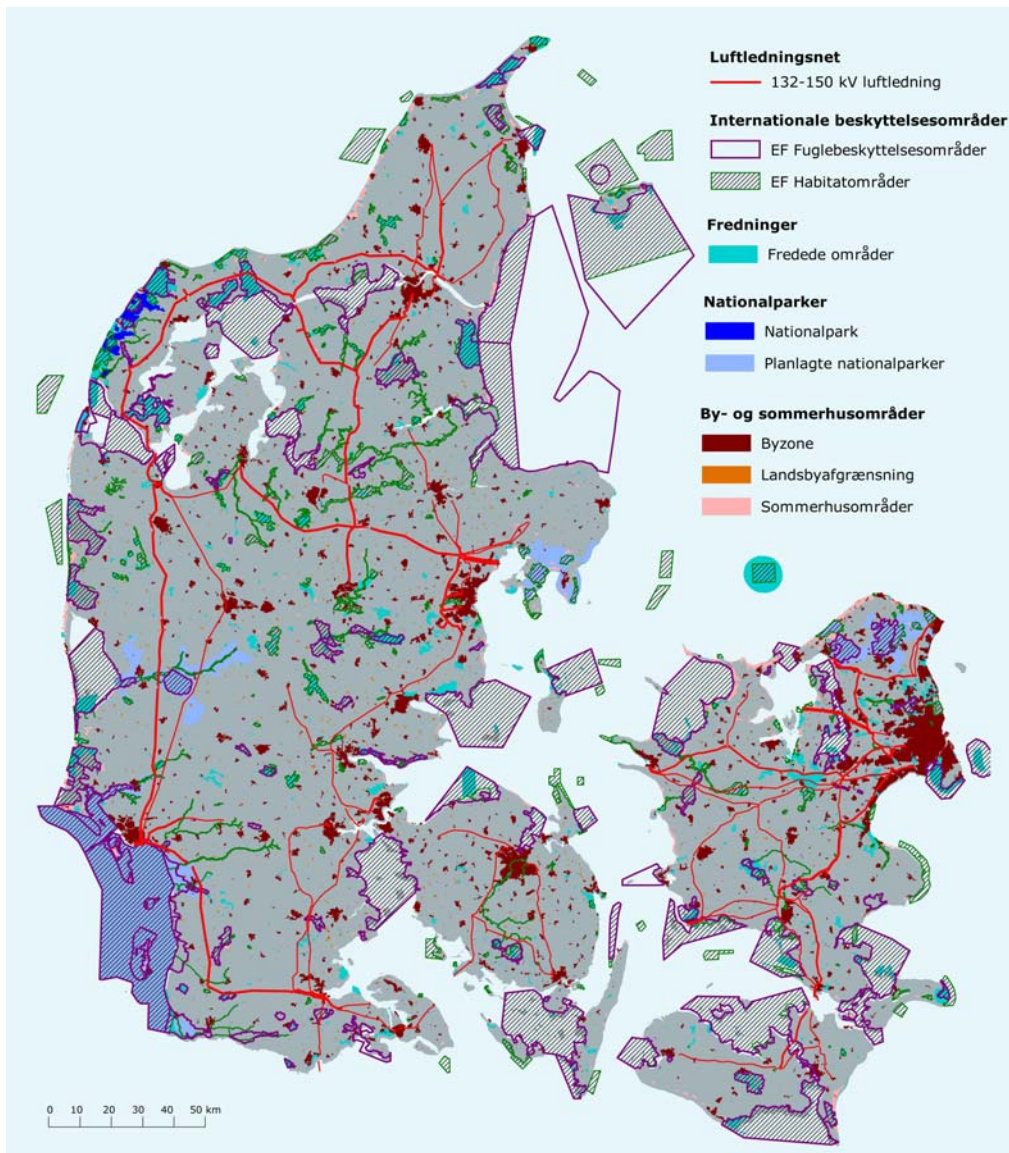 Luftledningsnet
132-150 kV luftledning
Internationale beskyttelsesområder
EF Fuglebeskyttelsesområder
EF Habitatområder
Fredninger
Fredede områder
Nationalparker
Nationalpark
Planlagte nationalparker
By- og sommerhusområder
Byzone
Landsbyafgrænsning
Sommerhusområder
0 10 20 30 50 km